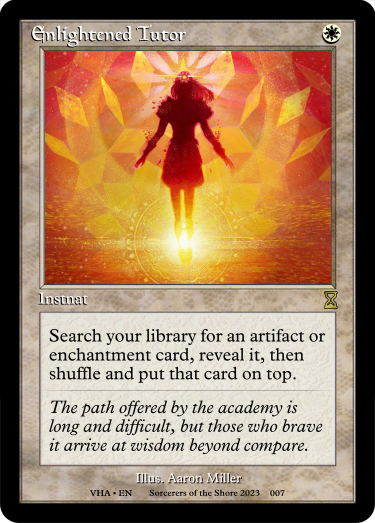 Enlightened Tutor
Instnat
Search your library for an artifact or
enchantment card, reveal it, then
shuffle and put that card on top.
The path offered by the academy is
long and difficult, but those who brave
it arrive at wisdom beyond compare.
Illus. Aaron Miller
VHA • EN Sorcerers of the Shore 2023 007